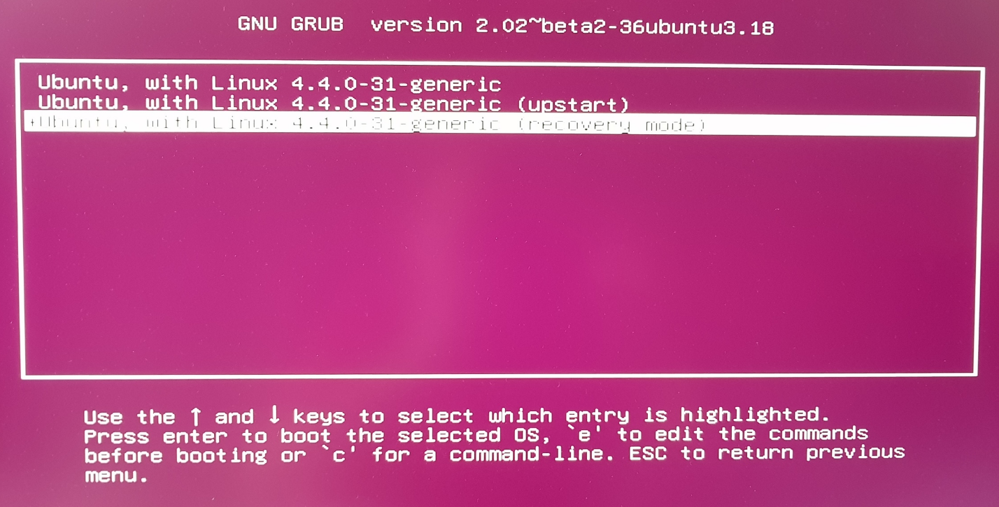 GNU GRUB version 2.02~beta2-36ubuntu3.18
Ubuntu, with Linux 4.4.0-31-generic
Ubuntu, with Linux 4.4.0-31-generic (upstart)
*Ubuntu, with Linux 4.4.0-31-generic (recovery mode)
Use the ↑ and ↓ keys to select which entry is highlighted.
Press enter to boot the selected OS, `e' to edit the commands
before booting or `c' for a command-line. ESC to return previous
menu.